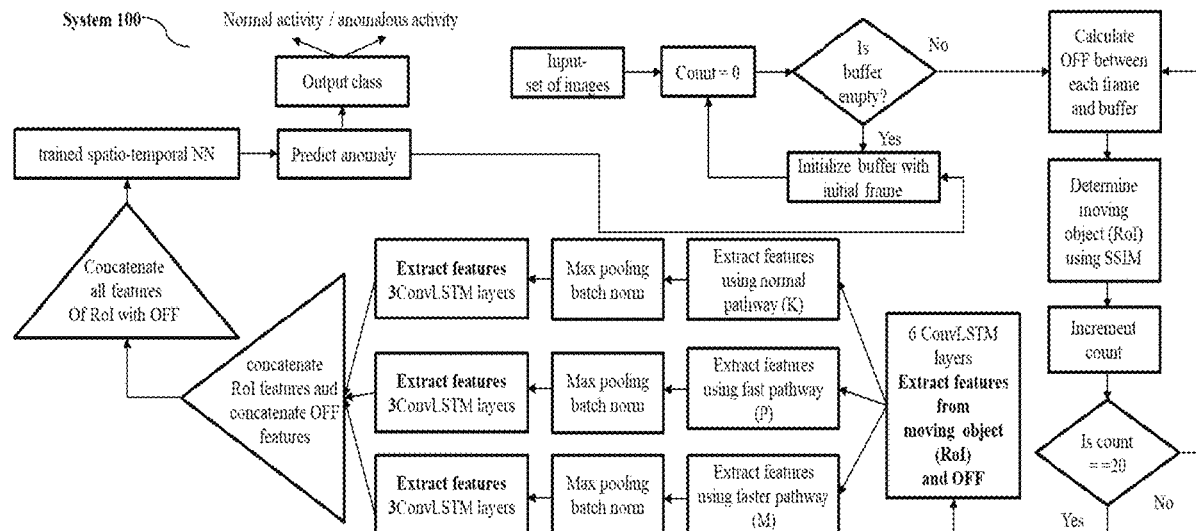 System 100
Normal activity / anomalous activity
Output class
trained spatio-temporal NN
Predict anomaly
Input-
set of images
Count = 0
Is
buffer
empty?
No
Yes
Initialize buffer with
initial frame
Calculate
OFF between
each frame
and buffer
Determine
moving
object (RoI)
using SSIM
Increment
count
Is count
==20
No
Yes
6 ConvLSTM
layers
Extract features
from
moving object
(RoI)
and OFF
Extract features
using normal
pathway (K)
Max pooling
batch norm
Extract features
3ConvLSTM layers
Extract features
using fast pathway
(P)
Max pooling
batch norm
Extract features
3ConvLSTM layers
Extract features
using faster pathway
(M)
Max pooling
batch norm
Extract features
3ConvLSTM layers
concatenate
RoI features and
concatenate OFF
features
Concatenate
all features
Of RoI with OFF